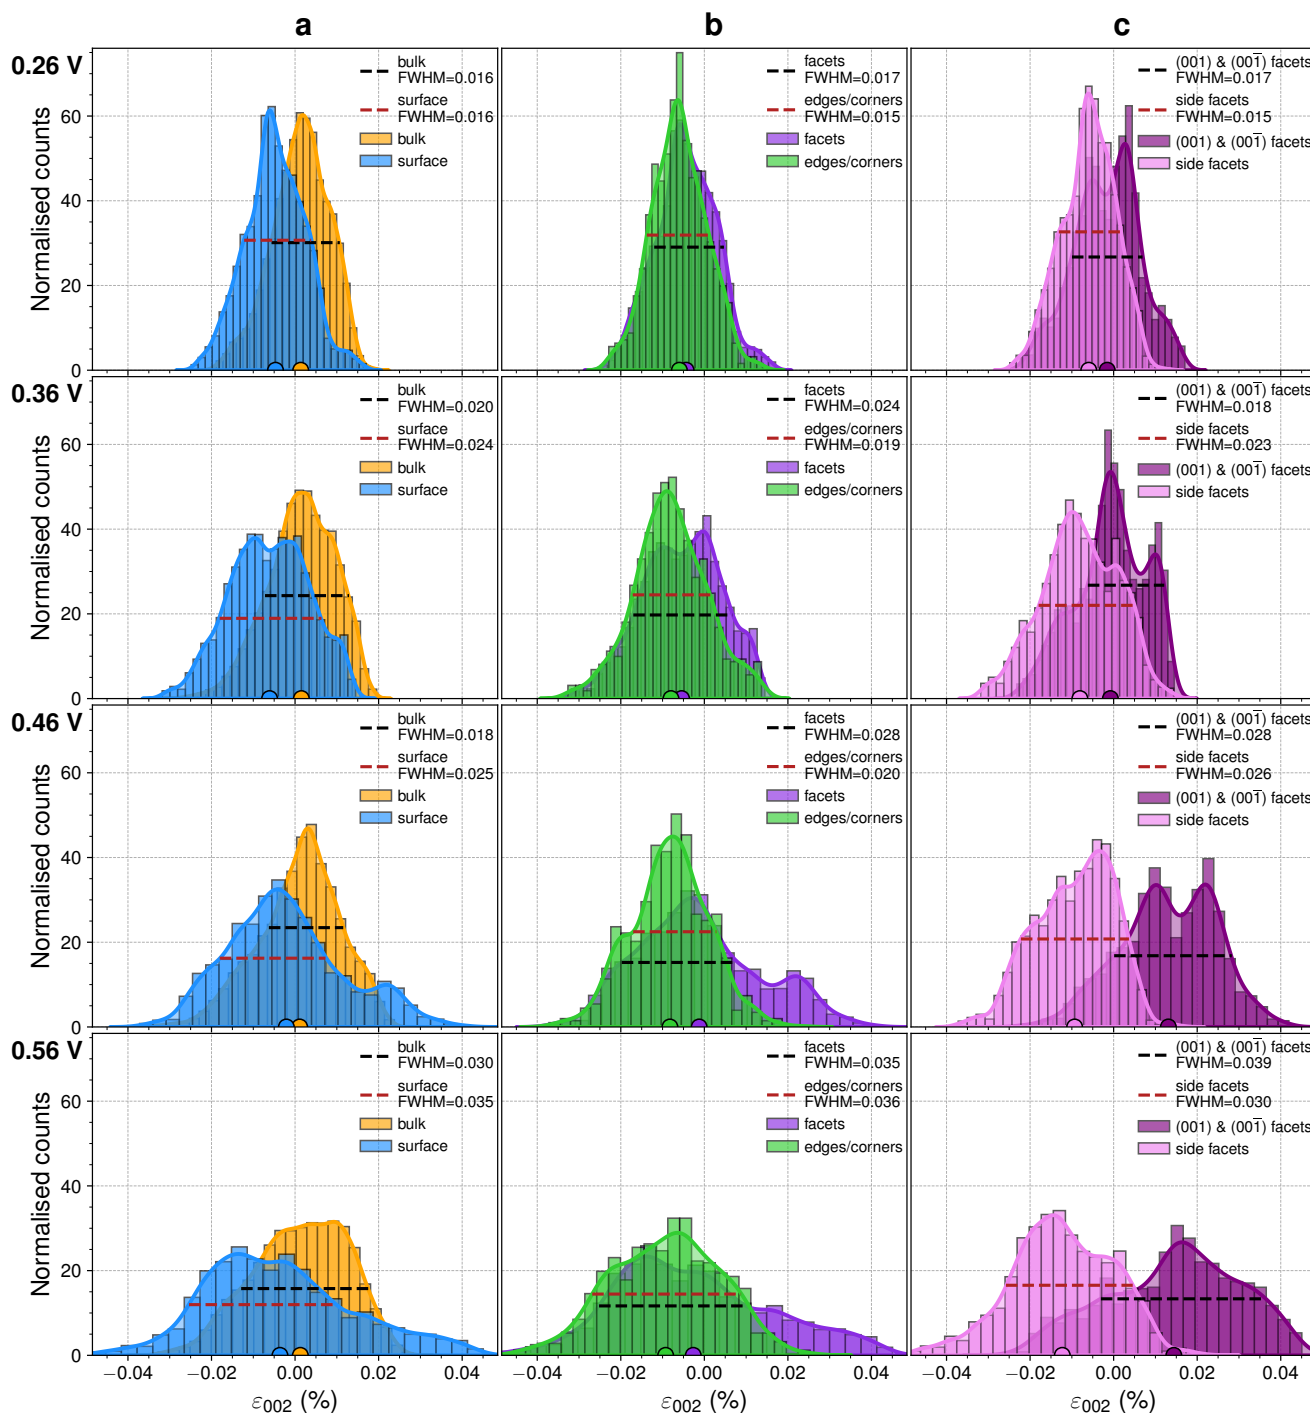 a
b
c
0.26 V
Normalised counts
60
40
20
0
bulk
FWHM=0.016
surface
FWHM=0.016
bulk
surface
facets
FWHM=0.017
edges/corners
FWHM=0.015
facets
edges/corners
(001) & (001̅) facets
FWHM=0.017
side facets
FWHM=0.015
(001) & (001̅) facets
side facets
0.36 V
Normalised counts
60
40
20
0
bulk
FWHM=0.020
surface
FWHM=0.024
bulk
surface
facets
FWHM=0.024
edges/corners
FWHM=0.019
facets
edges/corners
(001) & (001̅) facets
FWHM=0.018
side facets
FWHM=0.023
(001) & (001̅) facets
side facets
0.46 V
Normalised counts
60
40
20
0
bulk
FWHM=0.018
surface
FWHM=0.025
bulk
surface
facets
FWHM=0.028
edges/corners
FWHM=0.020
facets
edges/corners
(001) & (001̅) facets
FWHM=0.028
side facets
FWHM=0.026
(001) & (001̅) facets
side facets
0.56 V
Normalised counts
60
40
20
0
bulk
FWHM=0.030
surface
FWHM=0.035
bulk
surface
facets
FWHM=0.035
edges/corners
FWHM=0.036
facets
edges/corners
(001) & (001̅) facets
FWHM=0.039
side facets
FWHM=0.030
(001) & (001̅) facets
side facets
−0.04 −0.02 0.00 0.02 0.04
−0.04 −0.02 0.00 0.02 0.04
−0.04 −0.02 0.00 0.02 0.04
ε₀₀₂ (%)
ε₀₀₂ (%)
ε₀₀₂ (%)